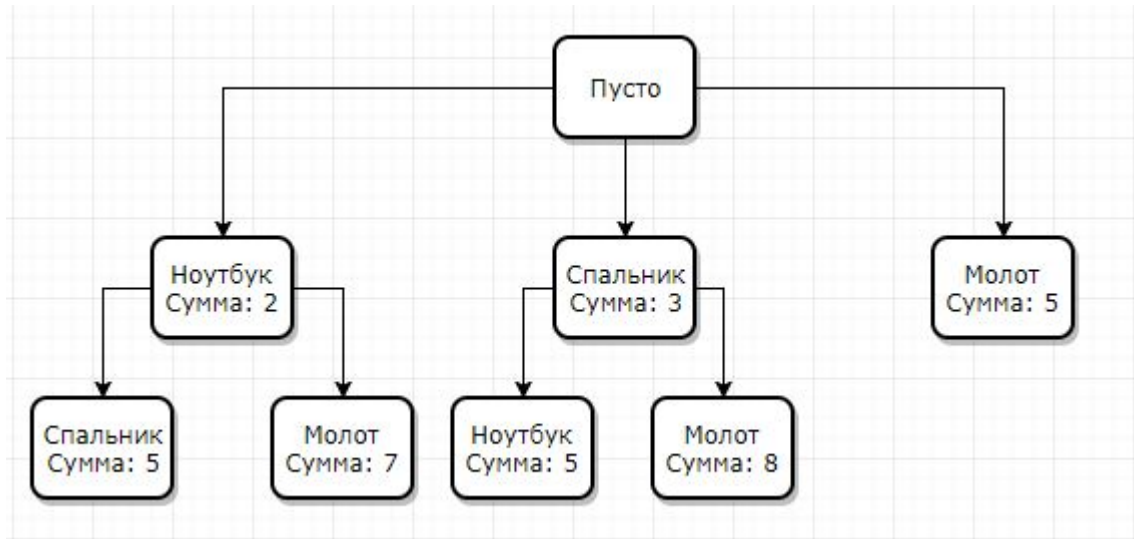 Пусто
Ноутбук
Сумма: 2
Спальник
Сумма: 3
Молот
Сумма: 5
Спальник
Сумма: 5
Молот
Сумма: 7
Ноутбук
Сумма: 5
Молот
Сумма: 8